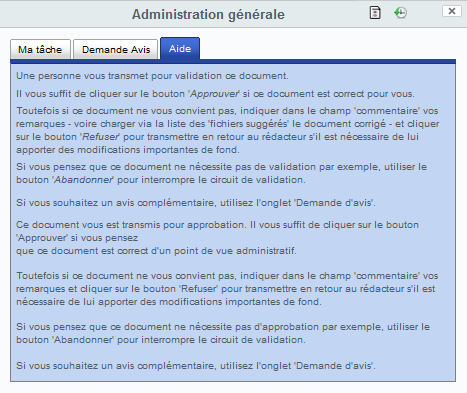 Administration générale
Ma tâche
Demande Avis
Aide
Une personne vous transmet pour validation ce document.
Il vous suffit de cliquer sur le bouton 'Approuver' si ce document est correct pour vous.
Toutefois si ce document ne vous convient pas, indiquer dans le champ 'commentaire' vos
remarques - voire charger via la liste des 'fichiers suggérés' le document corrigé - et cliquer
sur le bouton 'Refuser' pour transmettre en retour au rédacteur s'il est nécessaire de lui
apporter des modifications importantes de fond.
Si vous pensez que ce document ne nécessite pas de validation par exemple, utiliser le
bouton 'Abandonner' pour interrompre le circuit de validation.
Si vous souhaitez un avis complémentaire, utilisez l'onglet 'Demande d'avis'.
Ce document vous est transmis pour approbation. Il vous suffit de cliquer sur le bouton
'Approuver' si vous pensez
que ce document est correct d'un point de vue administratif.
Toutefois si ce document ne vous convient pas, indiquer dans le champ 'commentaire' vos
remarques et cliquer sur le bouton 'Refuser' pour transmettre en retour au rédacteur s'il est
nécessaire de lui apporter des modifications importantes de fond.
Si vous pensez que ce document ne nécessite pas d'approbation par exemple, utiliser le
bouton 'Abandonner' pour interrompre le circuit de validation.
Si vous souhaitez un avis complémentaire, utilisez l'onglet 'Demande d'avis'.